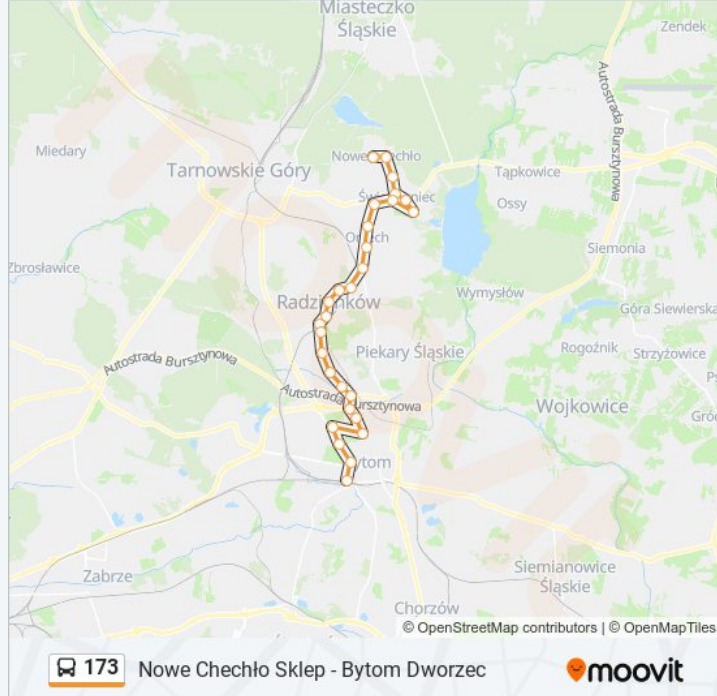 Miasteczko
Śląskie
Zendek
Autostrada Bursztynowa
Miedary
Nowe Chechło
Tarnowskie Góry
Tąpkowice
Ossy
Orzech
Siemonia
Zbrosławice
Wymysłów
Radzionków
Góra Siewierska
Rogoźnik
Strzyżowice
Piekary Śląskie
Autostrada Bursztynowa
Autostrada Bursztynowa
Wojkowice
Bytom
Zabrze
Siemianowice
Śląskie
Chorzów
© OpenStreetMap contributors | © OpenMapTiles
173 Nowe Chechło Sklep - Bytom Dworzec moovit